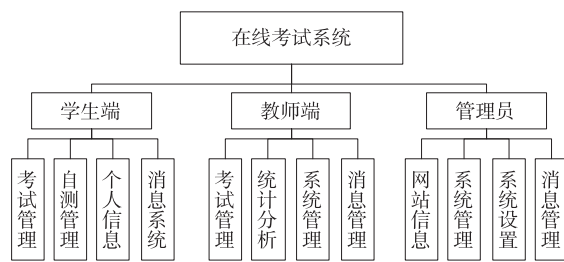 在线考试系统
学生端
教师端
管理员
考试管理
自测管理
个人信息
消息系统
考试管理
统计分析
系统管理
消息管理
网站信息
系统管理
系统设置
消息管理